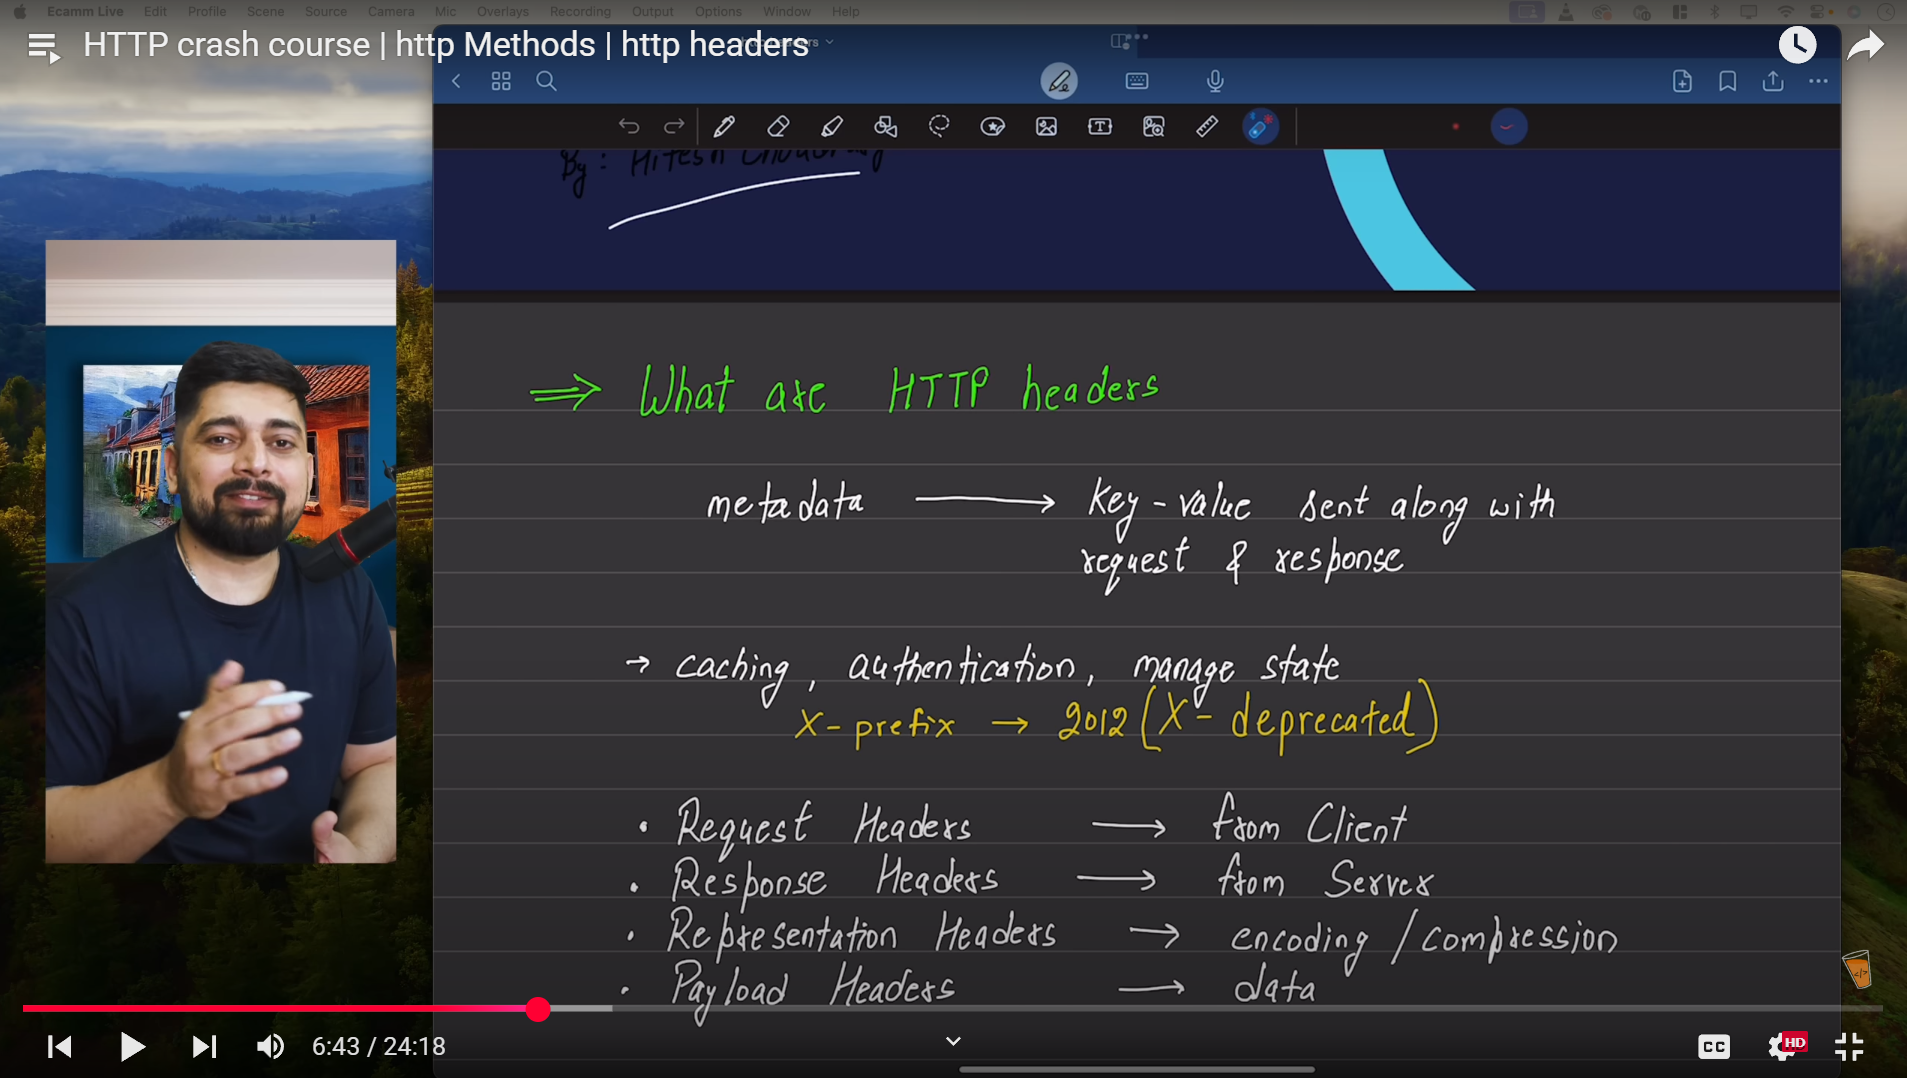 Ecamm Live Edit Profile Scene Source Camera Mic Overlays Recording Output Options Window Help
HTTP crash course | http Methods | http headers
By : Hitesh
⇒ What are HTTP headers
metadata → Key-value sent along with
request & response
→ caching, authentication, manage state
X-prefix → 2012 (X- deprecated)
• Request Headers → from Client
• Response Headers → from Server
• Representation Headers → encoding / compression
• Payload Headers → data
6:43 / 24:18
CC
HD